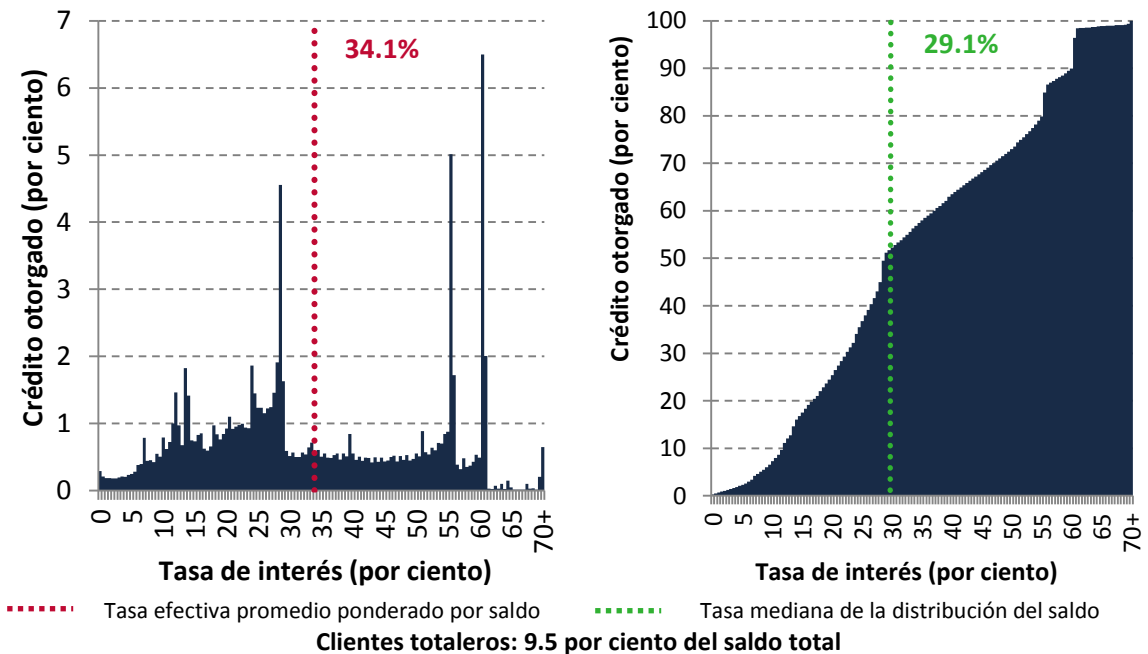 34.1%
Crédito otorgado (por ciento)
7
6
5
4
3
2
1
0
0 5 10 15 20 25 30 35 40 45 50 55 60 65 70+
Tasa de interés (por ciento)
29.1%
Crédito otorgado (por ciento)
100
90
80
70
60
50
40
30
20
10
0
0 5 10 15 20 25 30 35 40 45 50 55 60 65 70+
Tasa de interés (por ciento)
Tasa efectiva promedio ponderado por saldo
Tasa mediana de la distribución del saldo
Clientes totaleros: 9.5 por ciento del saldo total